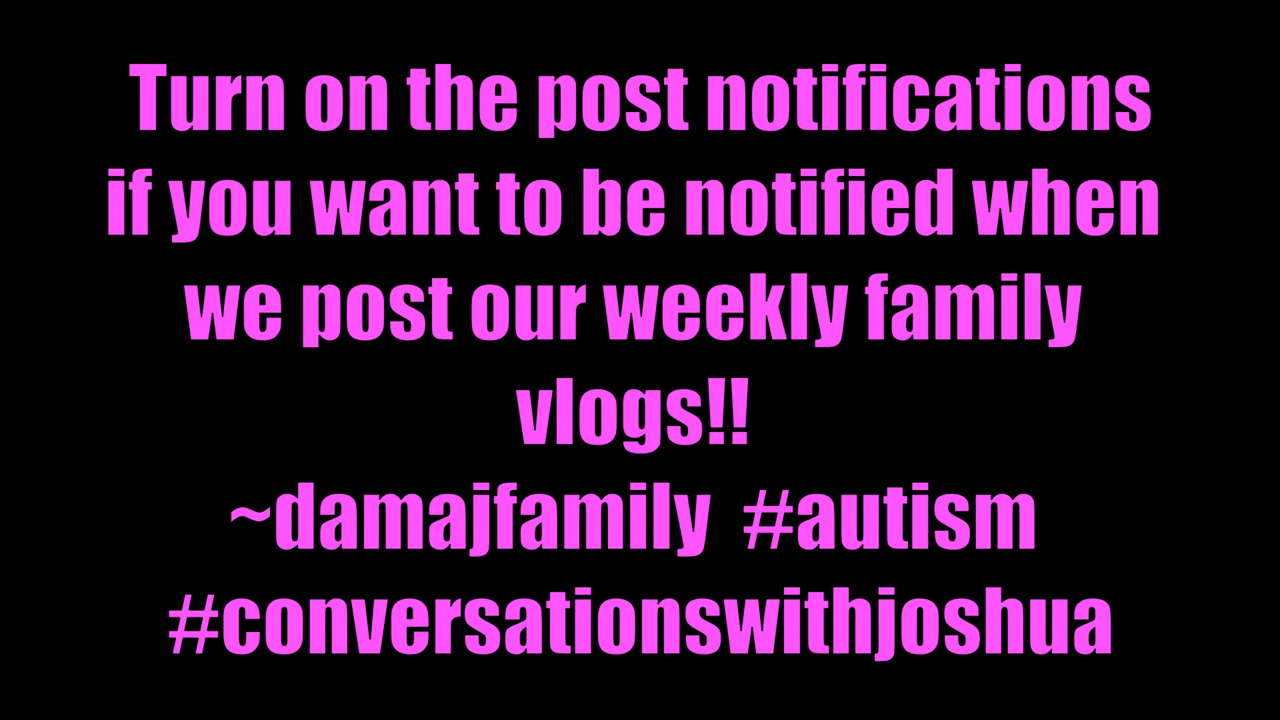 Turn on the post notifications
if you want to be notified when
we post our weekly family
vlogs!!
~damajfamily #autism
#conversationswithjoshua